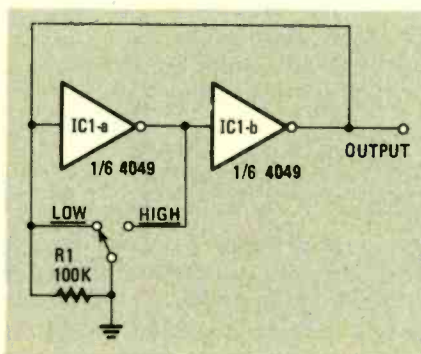 IC1-a
IC1-b
1/6 4049
1/6 4049
OUTPUT
LOW
HIGH
R1
100K